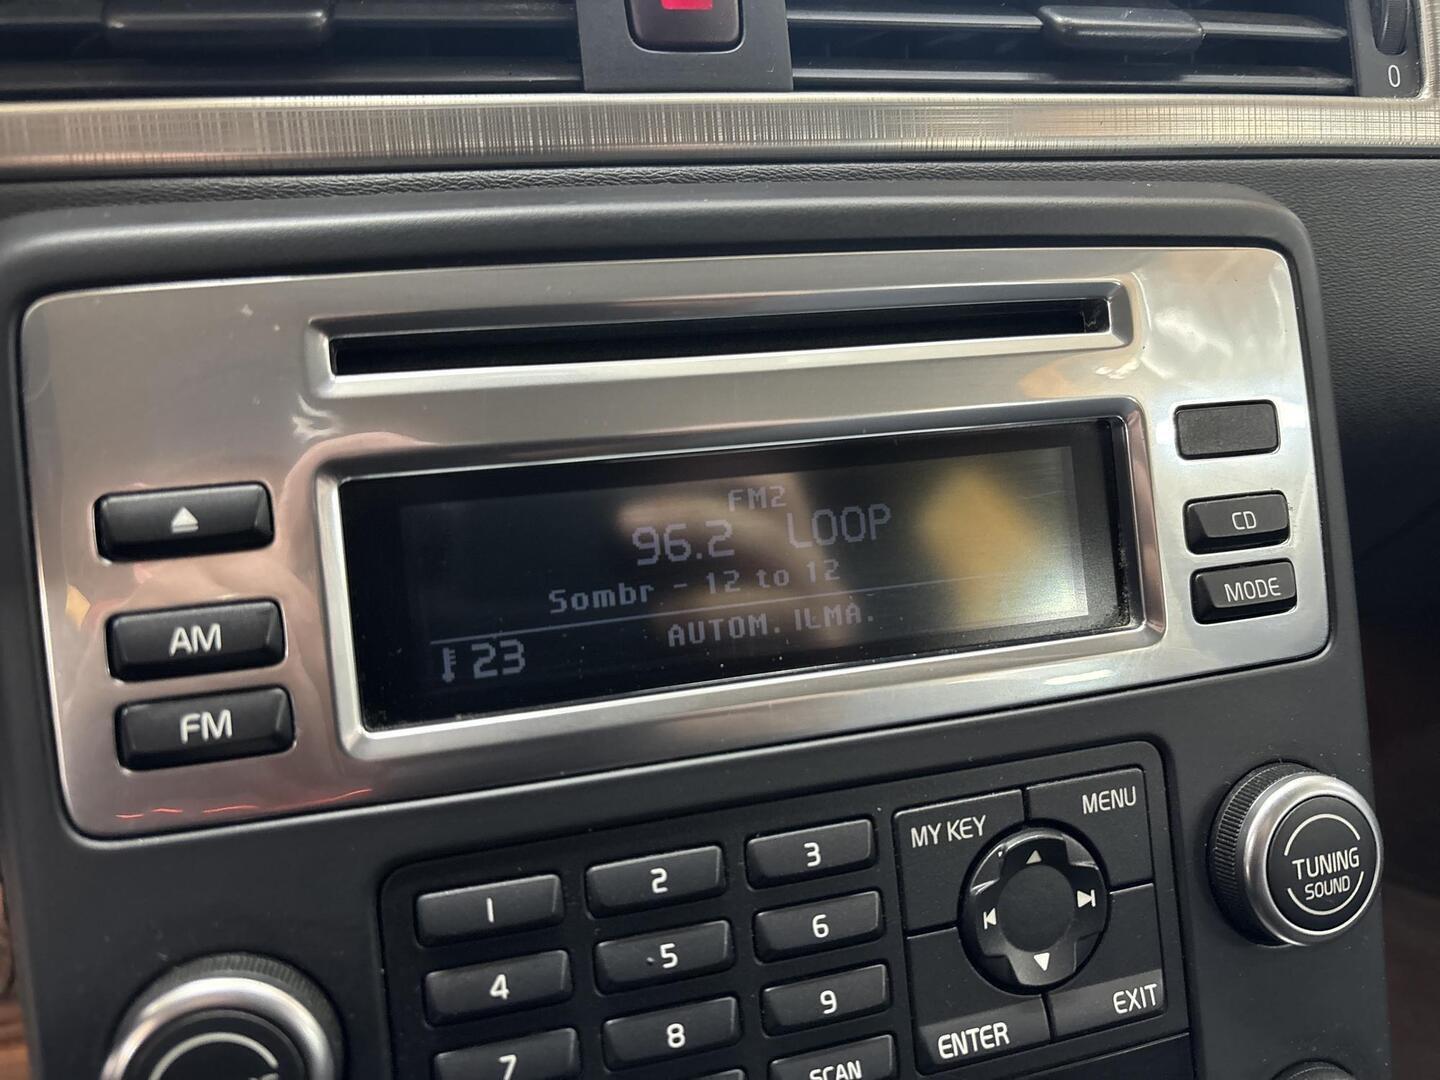 0
FM2
96.2 LOOP
Sombr - 12 to 12
AUTOM. ILMA.
23
AM
FM
CD
MODE
1
2
3
4
5
6
7
8
9
SCAN
MY KEY
MENU
ENTER
EXIT
TUNING
SOUND